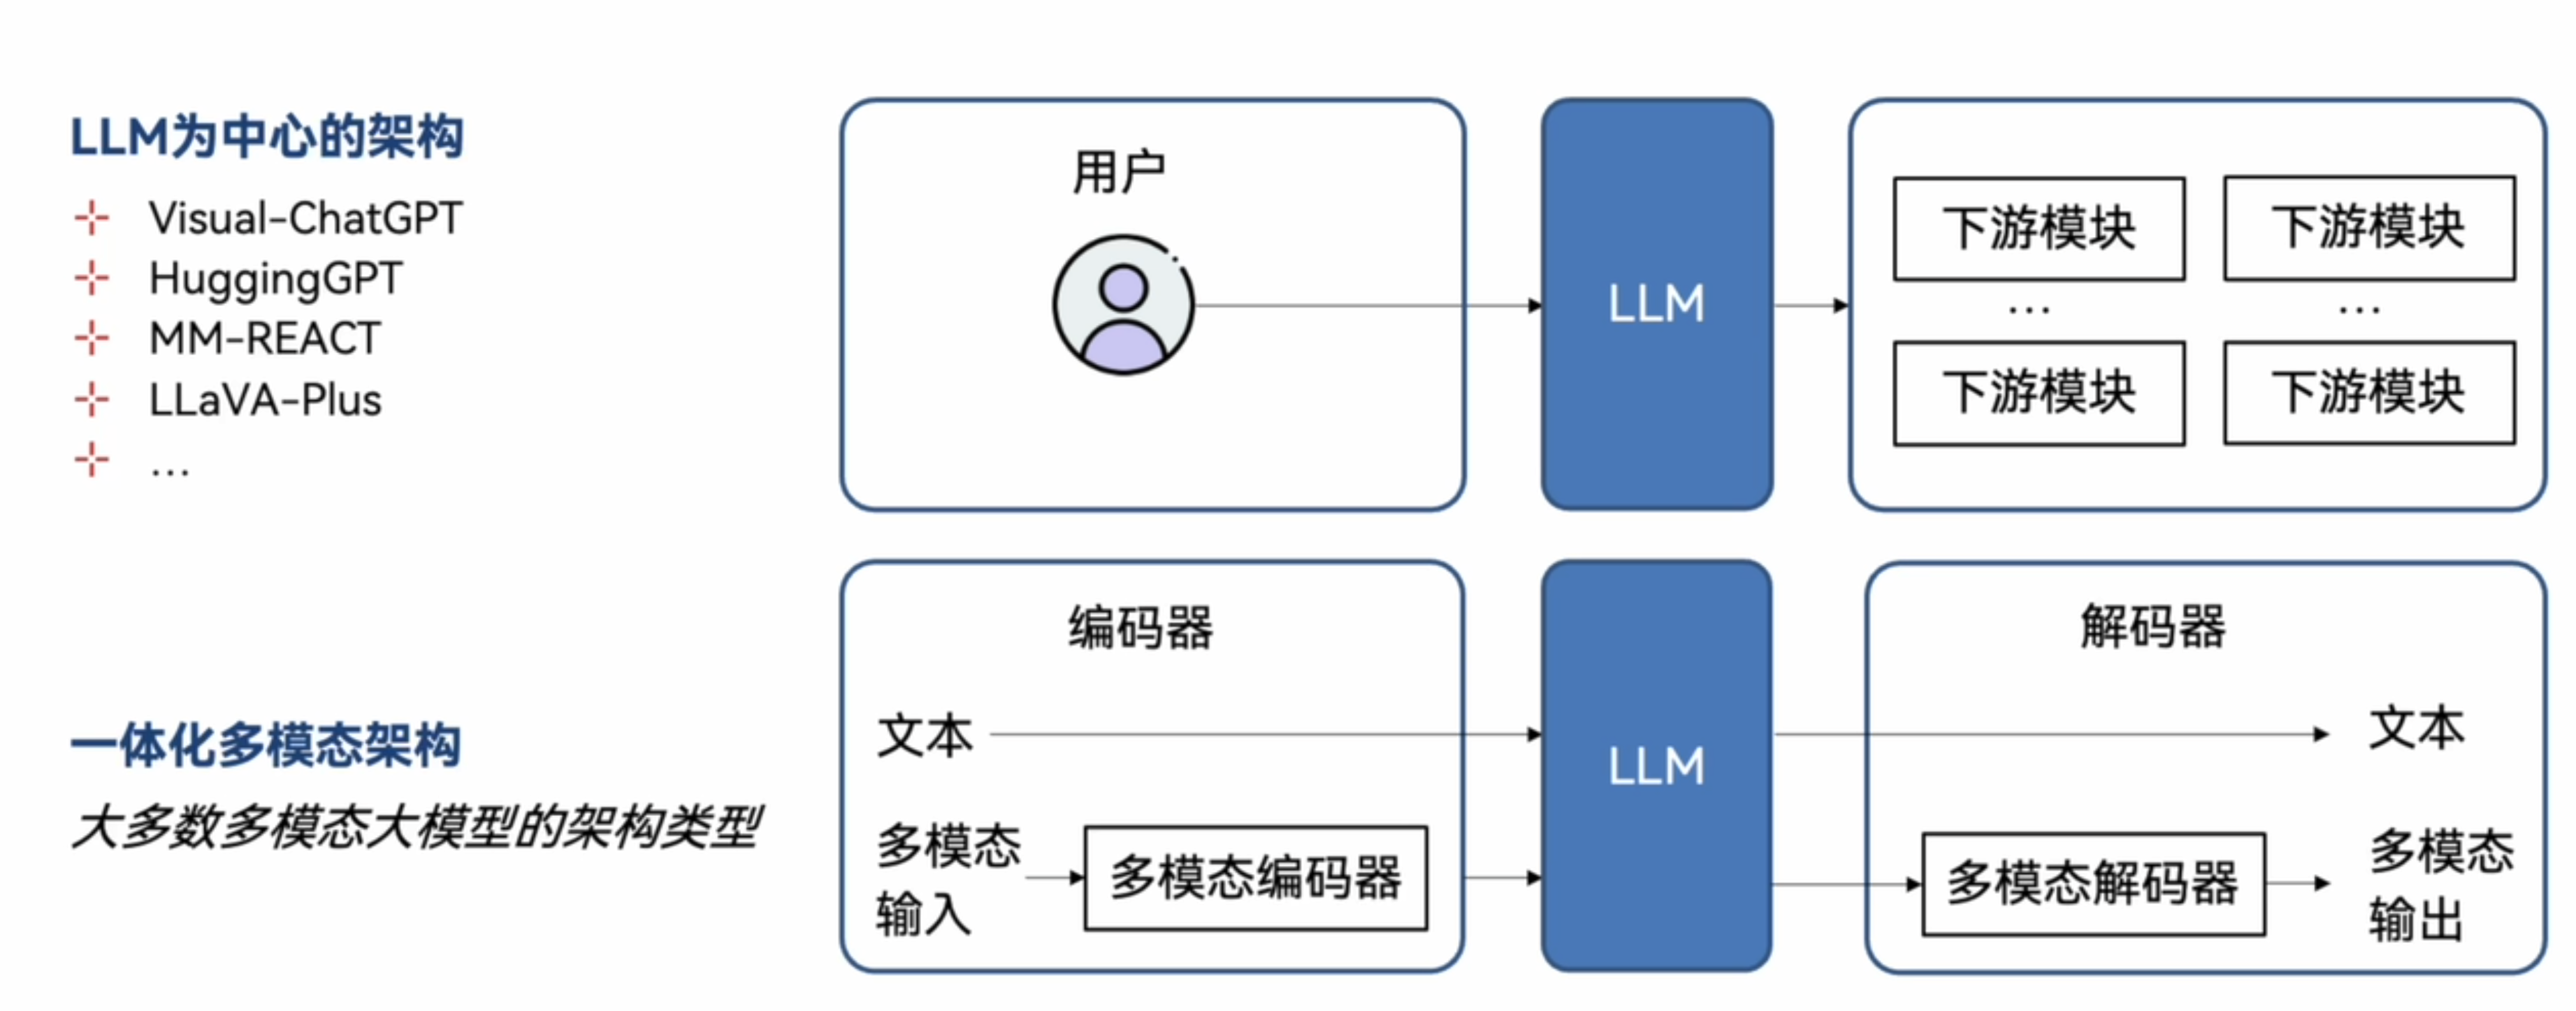 LLM为中心的架构
Visual-ChatGPT
HuggingGPT
MM-REACT
LLaVA-Plus
...
用户
LLM
下游模块
下游模块
...
...
下游模块
下游模块
一体化多模态架构
大多数多模态大模型的架构类型
编码器
文本
多模态
输入
多模态编码器
LLM
解码器
文本
多模态解码器
多模态
输出